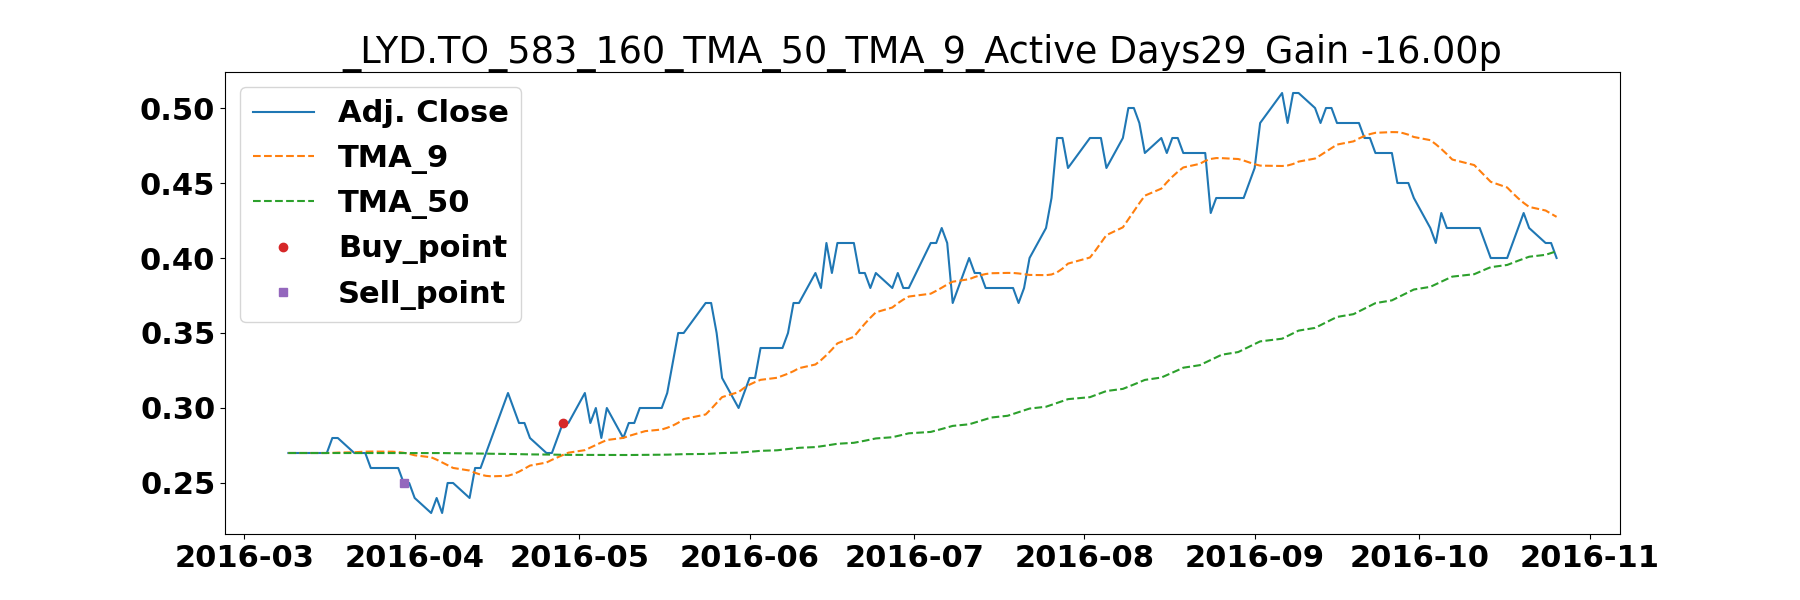 _LYD.TO_583_160_TMA_50_TMA_9_Active Days29_Gain -16.00p
0.50
0.45
0.40
0.35
0.30
0.25
Adj. Close
TMA_9
TMA_50
Buy_point
Sell_point
2016-03 2016-04 2016-05 2016-06 2016-07 2016-08 2016-09 2016-10 2016-11